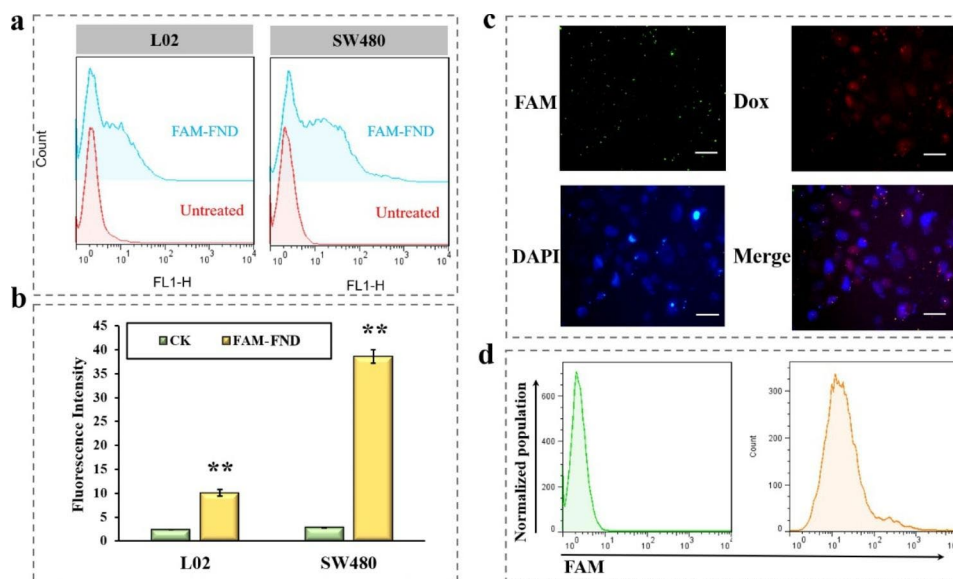 a
L02
SW480
FAM-FND
FAM-FND
Untreated
Untreated
Count
10^0 10^1 10^2 10^3 10^4
10^0 10^1 10^2 10^3 10^4
FL1-H
FL1-H
b
45
40
35
30
25
20
15
10
5
0
Fluorescence Intensity
CK FAM-FND
**
**
L02
SW480
c
FAM
Dox
DAPI
Merge
d
Normalized population
600
400
200
0
10^0 10^1 10^2 10^3
Count
300
200
100
0
10^0 10^1 10^2 10^3
FAM